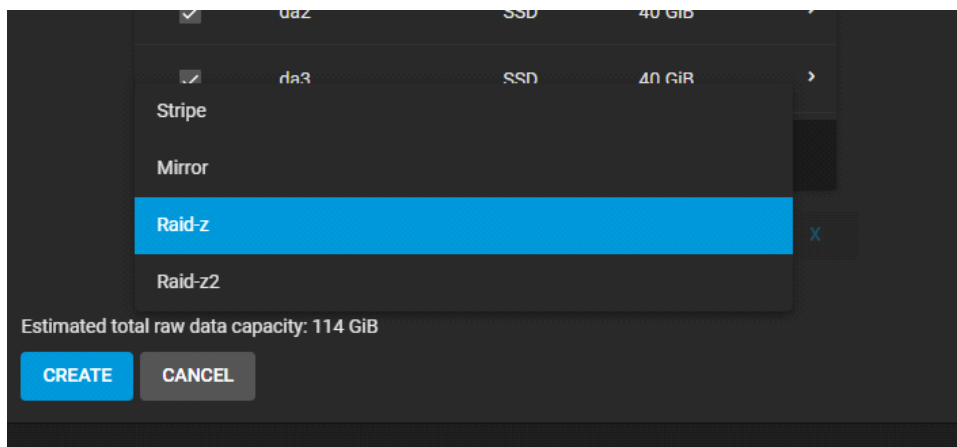 da2 SSD 40 GiB
da3 SSD 40 GiB
Stripe
Mirror
Raid-z
X
Raid-z2
Estimated total raw data capacity: 114 GiB
CREATE CANCEL